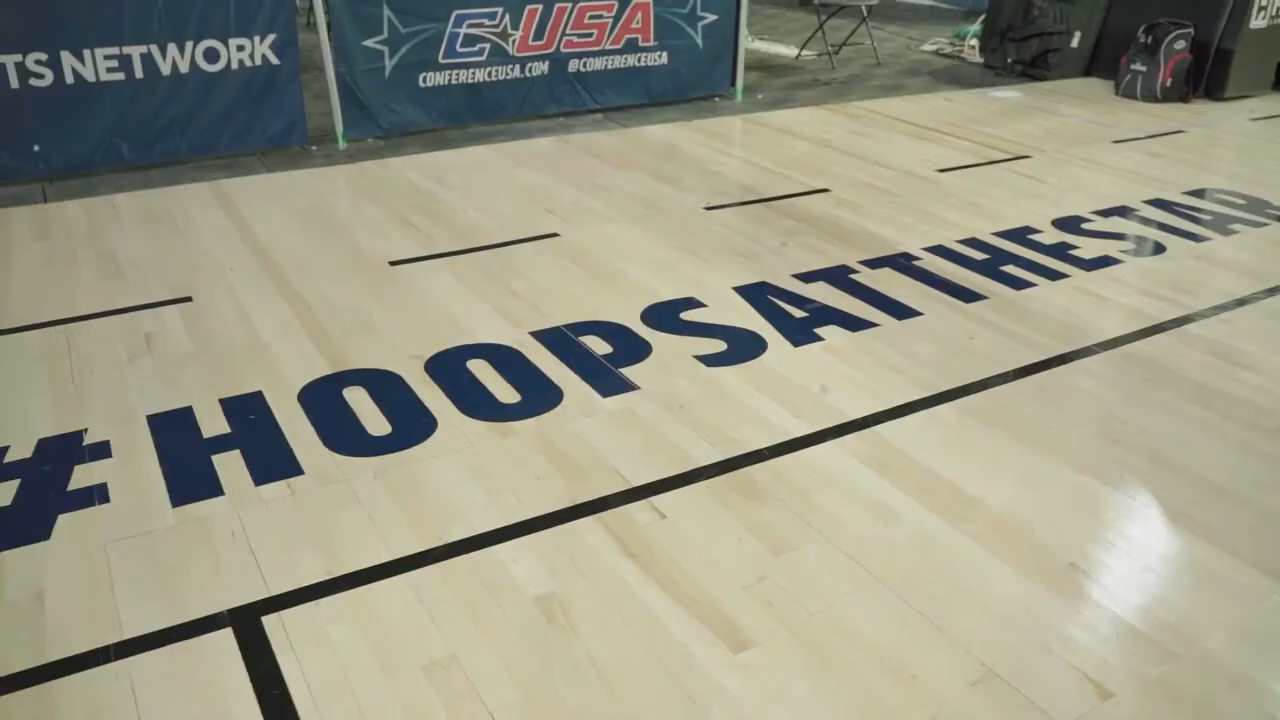 TS NETWORK
C USA
CONFERENCEUSA.COM @CONFERENCEUSA
#HOOPSATTHESTAR